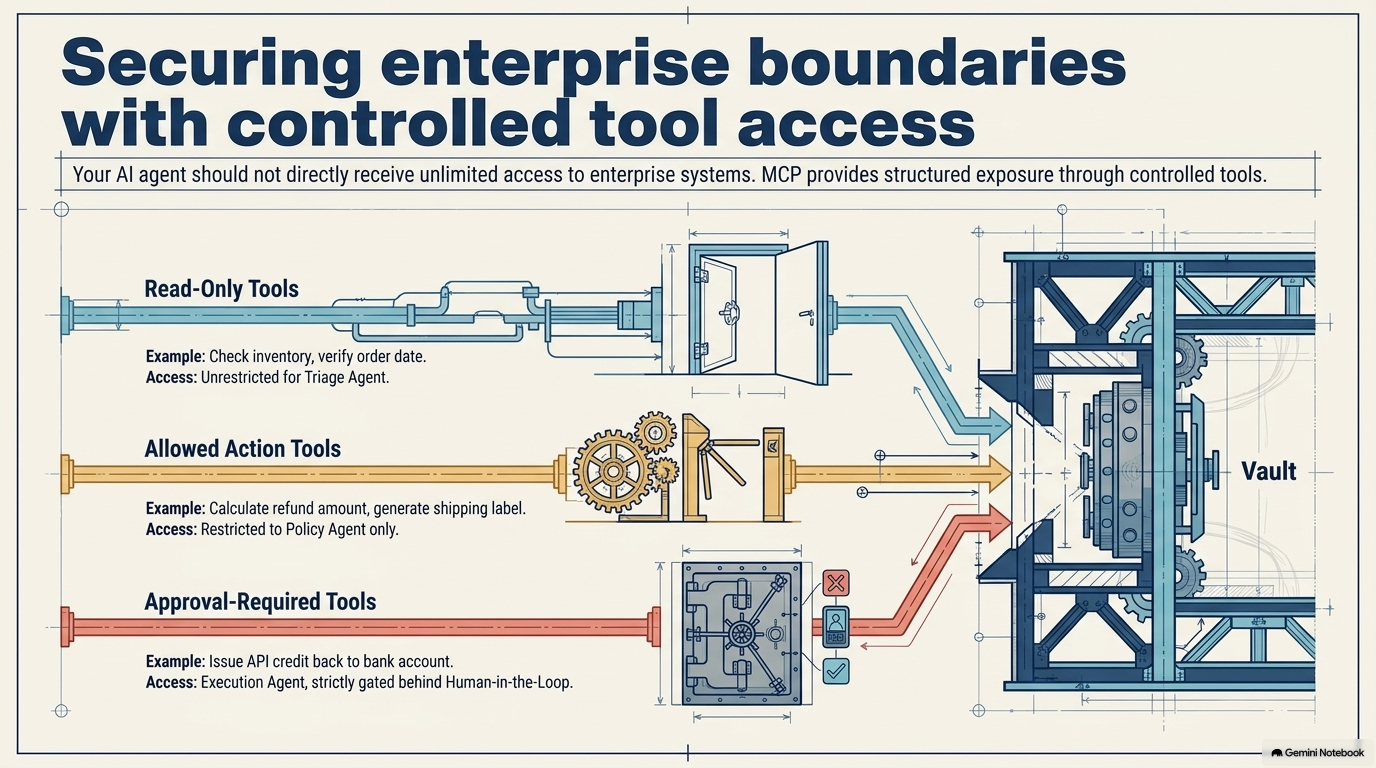 Securing enterprise boundaries
with controlled tool access
Your AI agent should not directly receive unlimited access to enterprise systems. MCP provides structured exposure through controlled tools.
Read-Only Tools
Example: Check inventory, verify order date.
Access: Unrestricted for Triage Agent.
Allowed Action Tools
Example: Calculate refund amount, generate shipping label.
Access: Restricted to Policy Agent only.
Approval-Required Tools
Example: Issue API credit back to bank account.
Access: Execution Agent, strictly gated behind Human-in-the-Loop.
Vault
Gemini Notebook